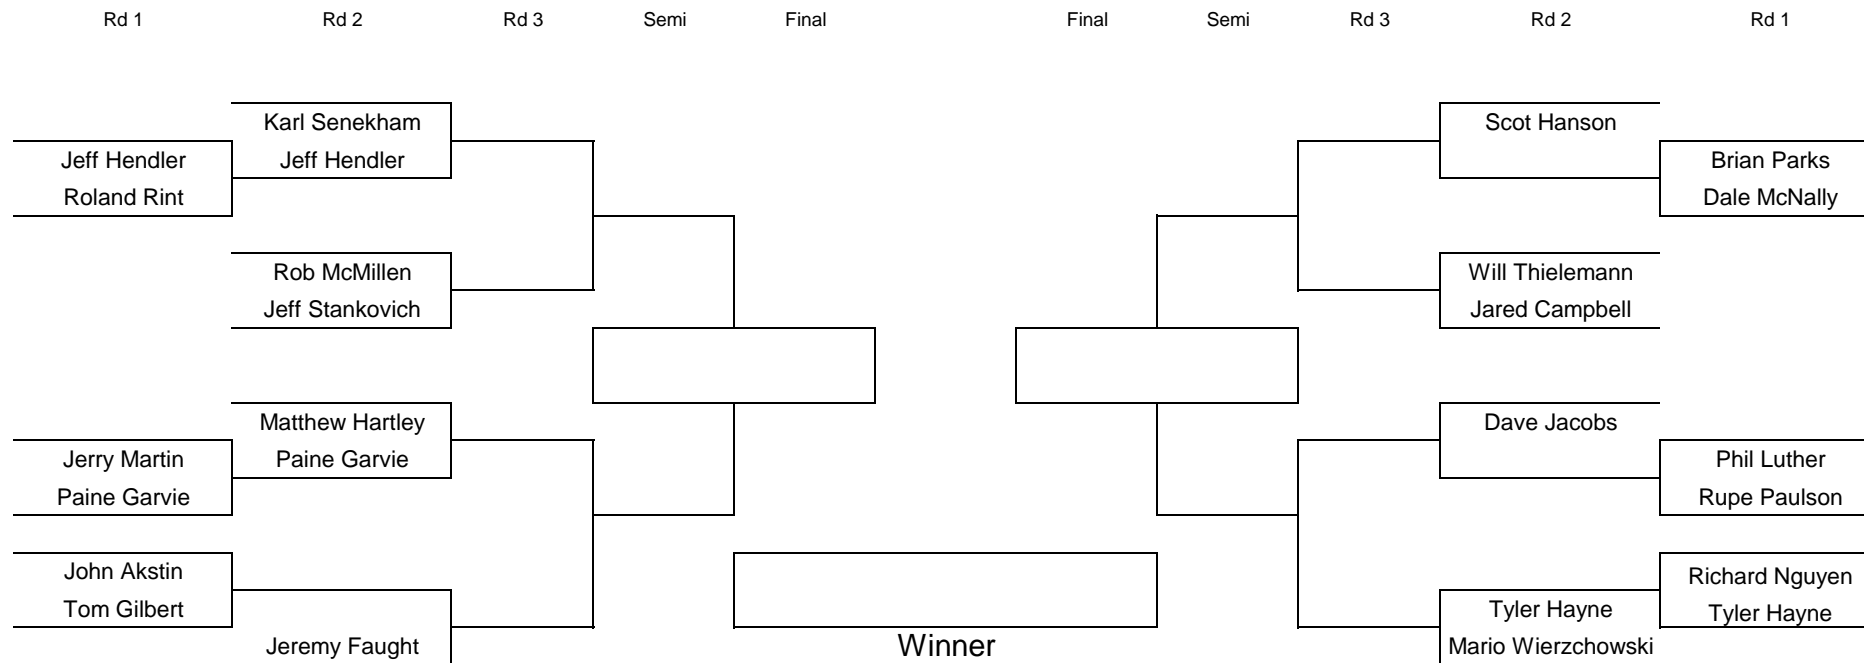 Rd 1 Rd 2 Rd 3 Semi Final Final Semi Rd 3 Rd 2 Rd 1
Karl Senekham Scot Hanson
Jeff Hendler Jeff Hendler Brian Parks
Roland Rint Dale McNally
Rob McMillen Will Thielemann
Jeff Stankovich Jared Campbell
Matthew Hartley Dave Jacobs
Jerry Martin Paine Garvie Phil Luther
Paine Garvie Rupe Paulson
John Akstin Richard Nguyen
Tom Gilbert Tyler Hayne Tyler Hayne
Jeremy Faught Winner Mario Wierzchowski